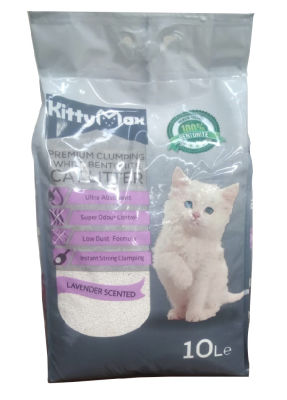 KittyMax
PREMIUM CLUMPING
WHITE BENTONITE
CAT LITTER
100%
BENTONITE
Ultra Absorbent
Super Odour Control
Low Dust Formula
Instant Strong Clumping
LAVENDER SCENTED
10Le